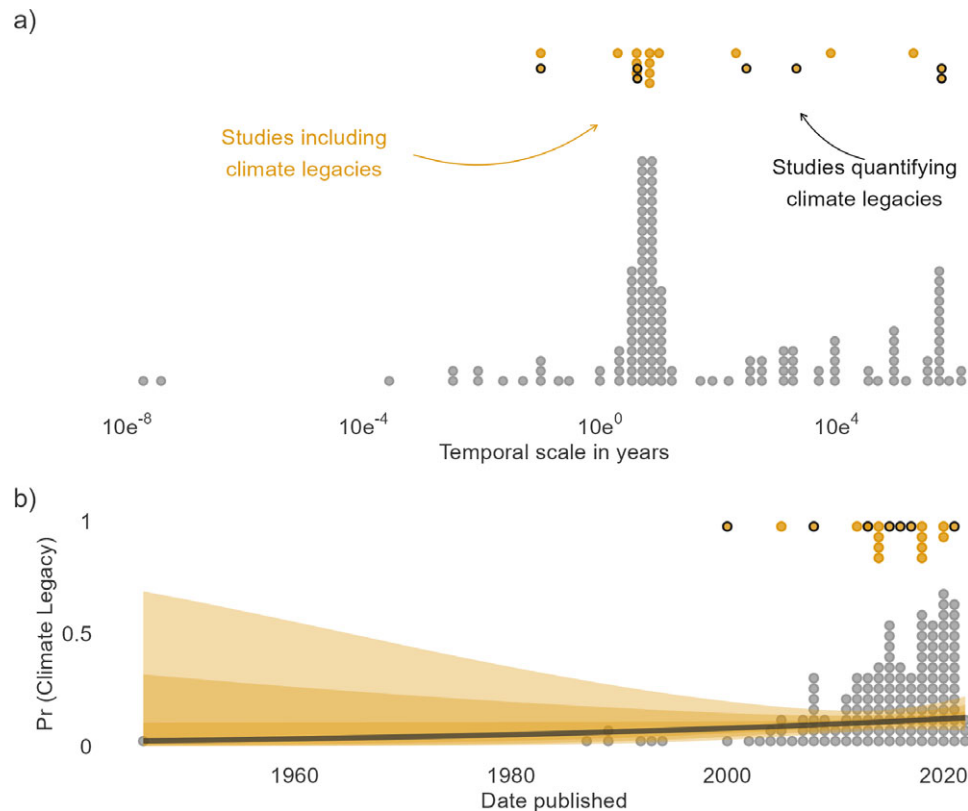 a)
Studies including
climate legacies
Studies quantifying
climate legacies
10e-8
10e-4
10e0
10e4
Temporal scale in years
b)
1
0.5
0
Pr (Climate Legacy)
1960
1980
2000
2020
Date published